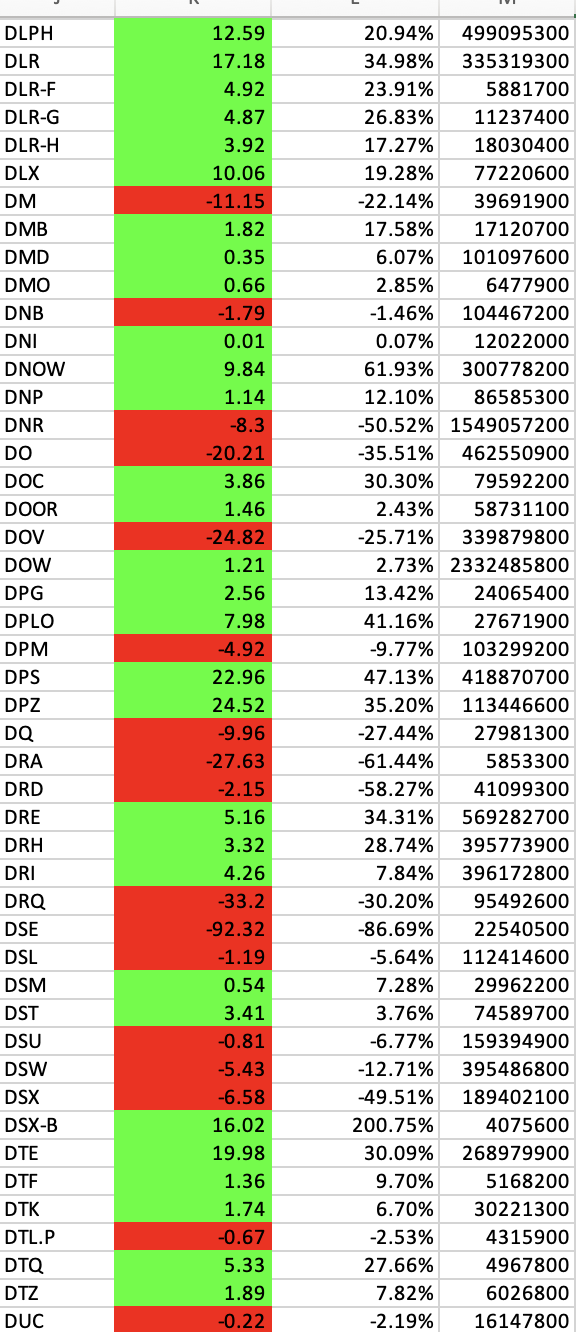 DLPH 12.59 20.94% 499095300
DLR 17.18 34.98% 335319300
DLR-F 4.92 23.91% 5881700
DLR-G 4.87 26.83% 11237400
DLR-H 3.92 17.27% 18030400
DLX 10.06 19.28% 77220600
DM -11.15 -22.14% 39691900
DMB 1.82 17.58% 17120700
DMD 0.35 6.07% 101097600
DMO 0.66 2.85% 6477900
DNB -1.79 -1.46% 104467200
DNI 0.01 0.07% 12022000
DNOW 9.84 61.93% 300778200
DNP 1.14 12.10% 86585300
DNR -8.3 -50.52% 1549057200
DO -20.21 -35.51% 462550900
DOC 3.86 30.30% 79592200
DOOR 1.46 2.43% 58731100
DOV -24.82 -25.71% 339879800
DOW 1.21 2.73% 2332485800
DPG 2.56 13.42% 24065400
DPLO 7.98 41.16% 27671900
DPM -4.92 -9.77% 103299200
DPS 22.96 47.13% 418870700
DPZ 24.52 35.20% 113446600
DQ -9.96 -27.44% 27981300
DRA -27.63 -61.44% 5853300
DRD -2.15 -58.27% 41099300
DRE 5.16 34.31% 569282700
DRH 3.32 28.74% 395773900
DRI 4.26 7.84% 396172800
DRQ -33.2 -30.20% 95492600
DSE -92.32 -86.69% 22540500
DSL -1.19 -5.64% 112414600
DSM 0.54 7.28% 29962200
DST 3.41 3.76% 74589700
DSU -0.81 -6.77% 159394900
DSW -5.43 -12.71% 395486800
DSX -6.58 -49.51% 189402100
DSX-B 16.02 200.75% 4075600
DTE 19.98 30.09% 268979900
DTF 1.36 9.70% 5168200
DTK 1.74 6.70% 30221300
DTL.P -0.67 -2.53% 4315900
DTQ 5.33 27.66% 4967800
DTZ 1.89 7.82% 6026800
DUC -0.22 -2.19% 16147800